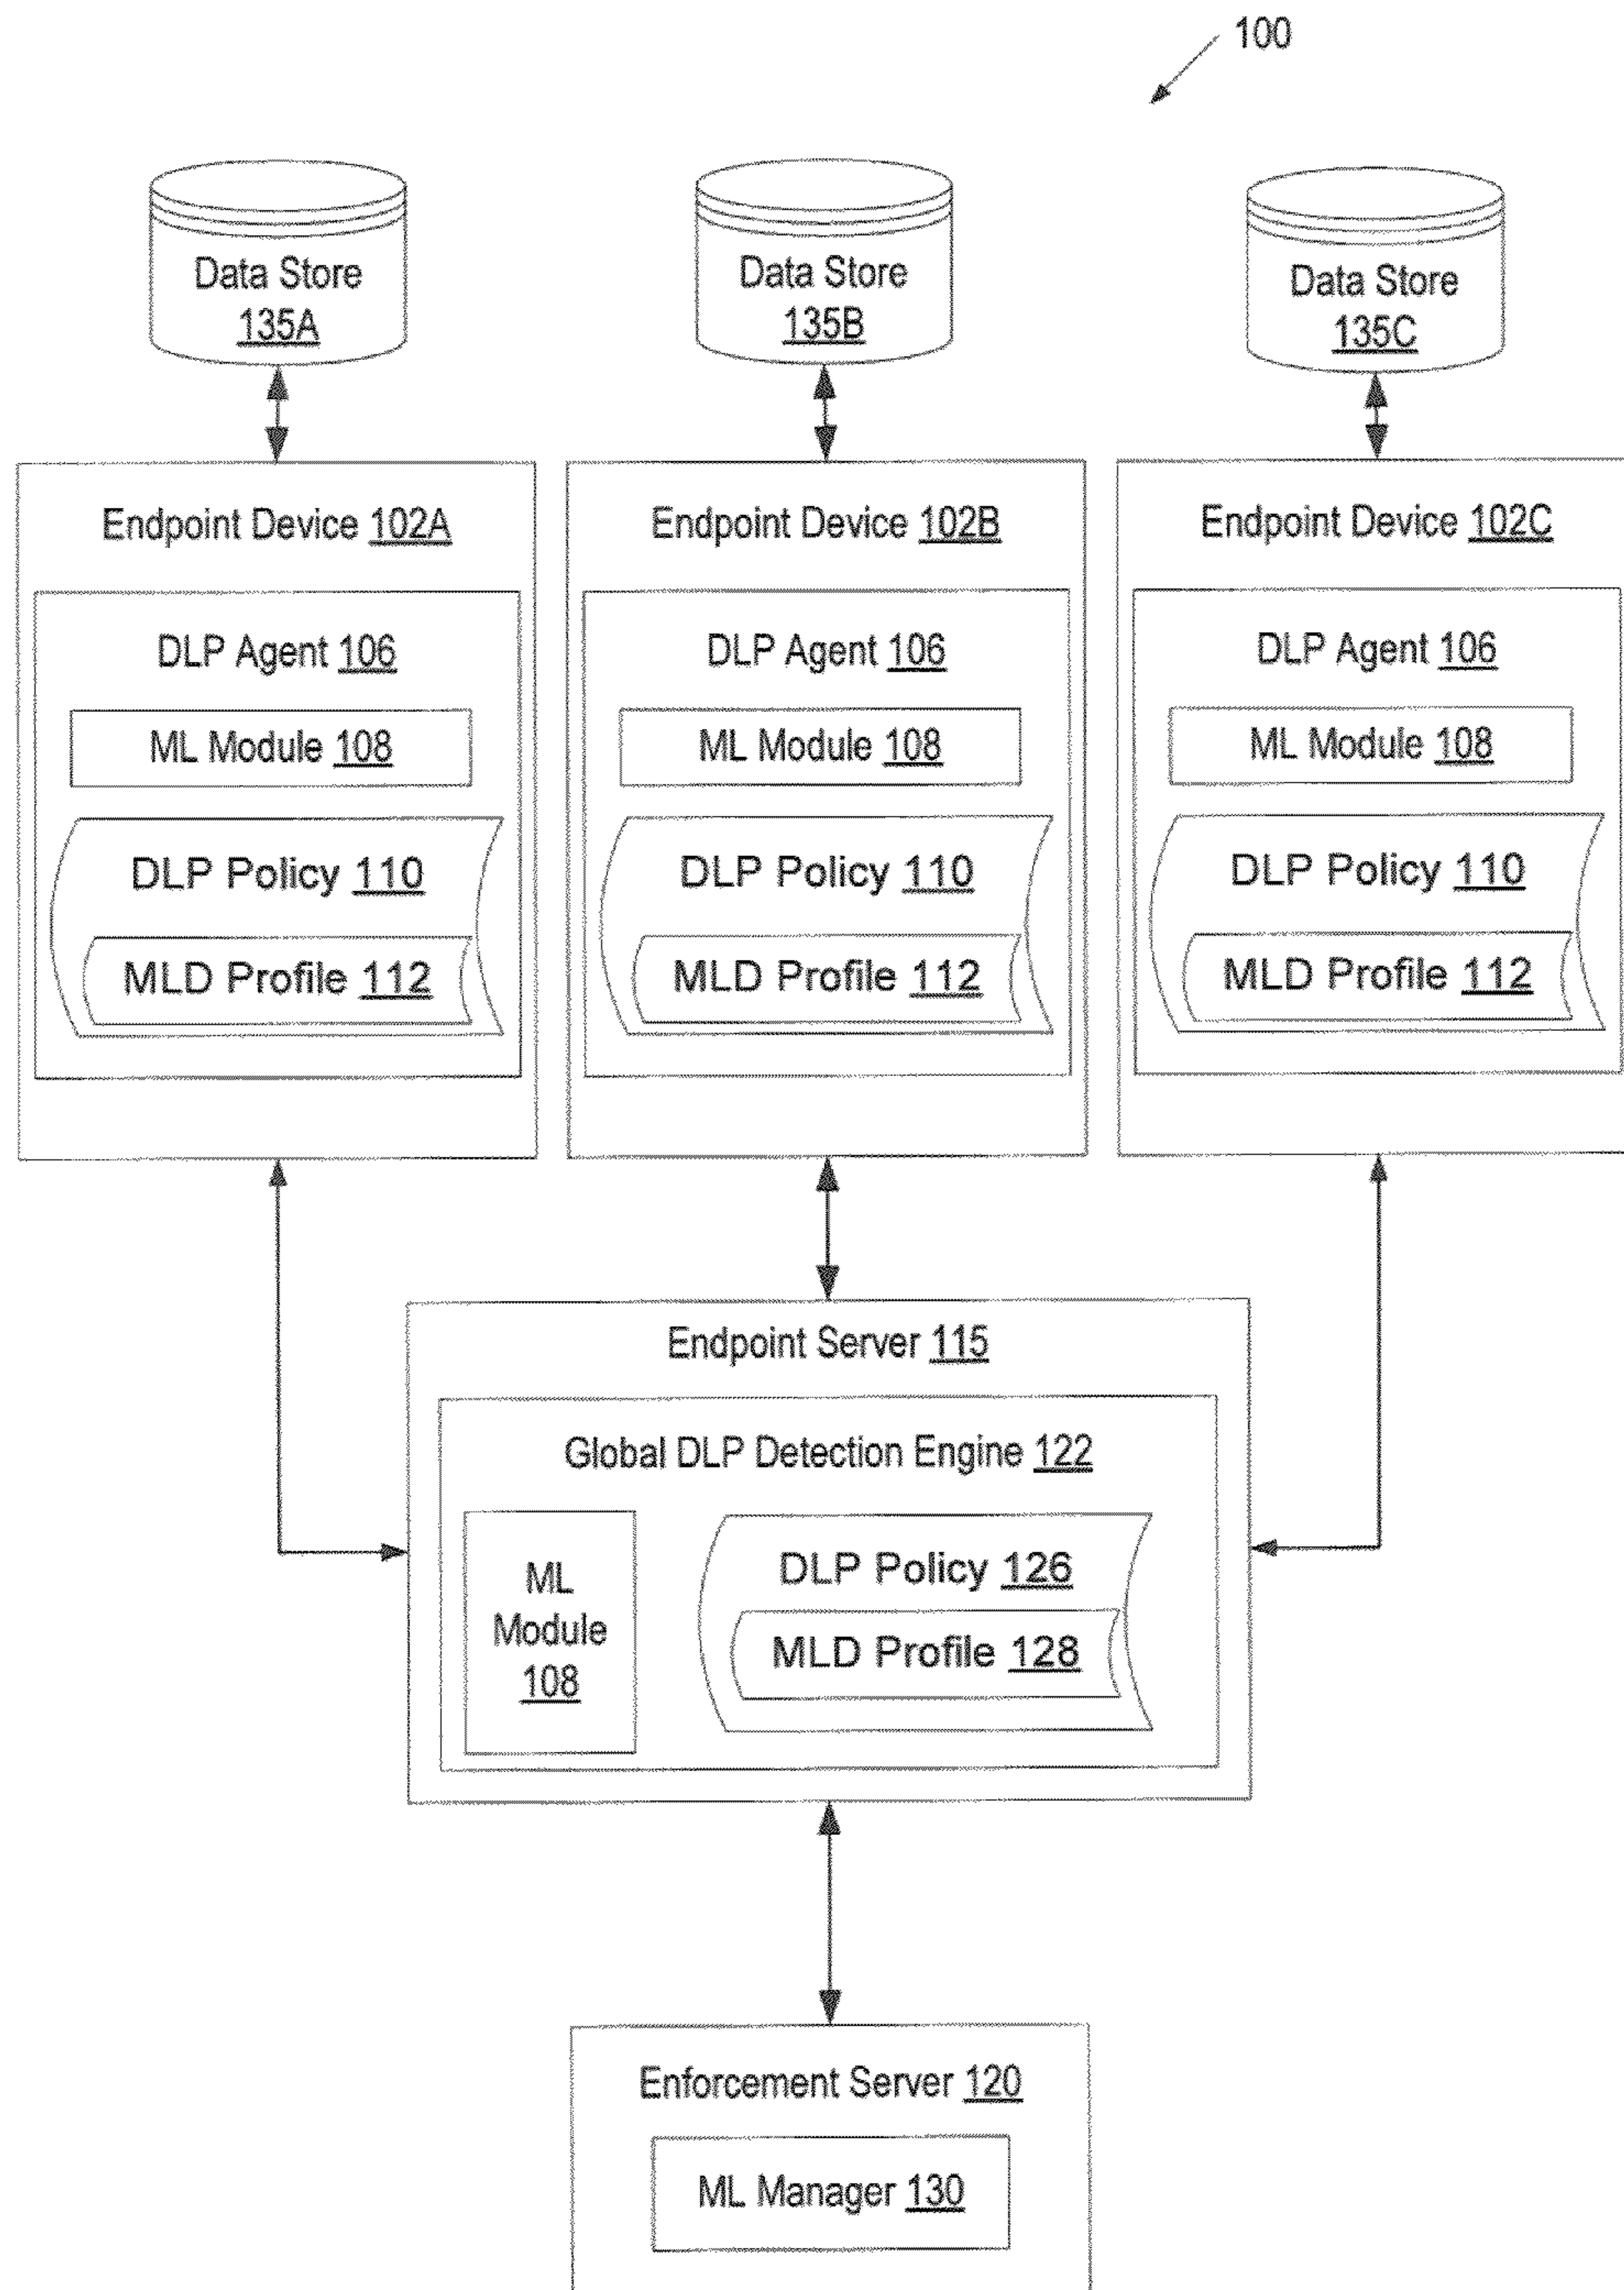 100
Data Store
135A
Data Store
135B
Data Store
135C
Endpoint Device 102A
DLP Agent 106
ML Module 108
DLP Policy 110
MLD Profile 112
Endpoint Device 102B
DLP Agent 106
ML Module 108
DLP Policy 110
MLD Profile 112
Endpoint Device 102C
DLP Agent 106
ML Module 108
DLP Policy 110
MLD Profile 112
Endpoint Server 115
Global DLP Detection Engine 122
ML
Module
108
DLP Policy 126
MLD Profile 128
Enforcement Server 120
ML Manager 130